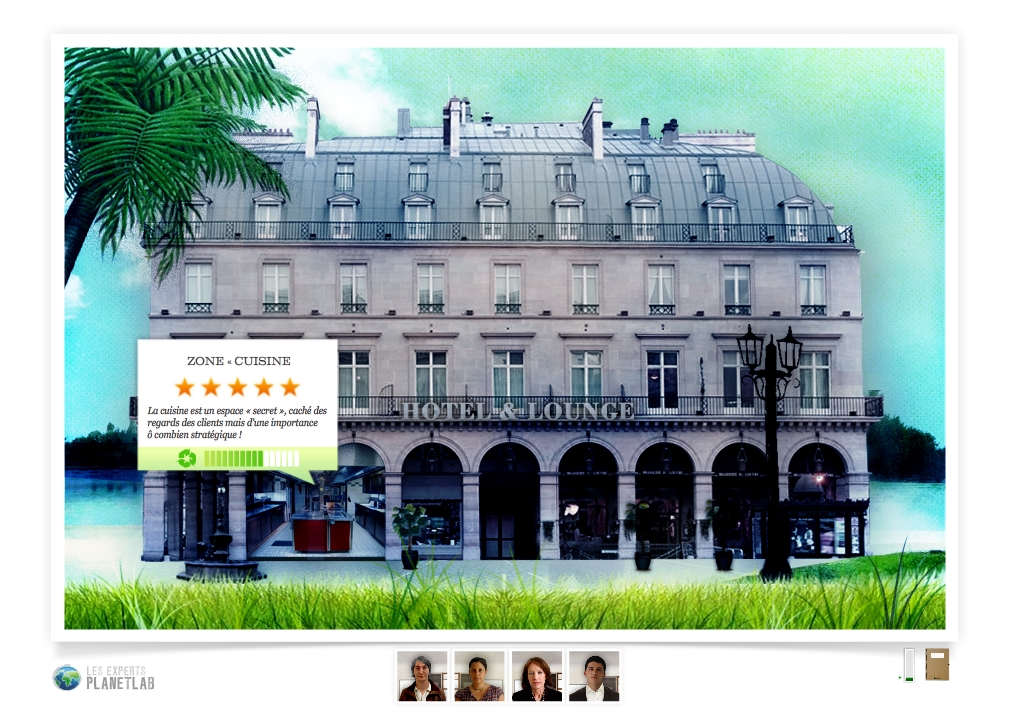 ZONE « CUISINE
La cuisine est un espace « secret », caché des
regards des clients mais d'une importance
ô combien stratégique !
HOTEL & LOUNGE
LES EXPERTS
PLANETLAB